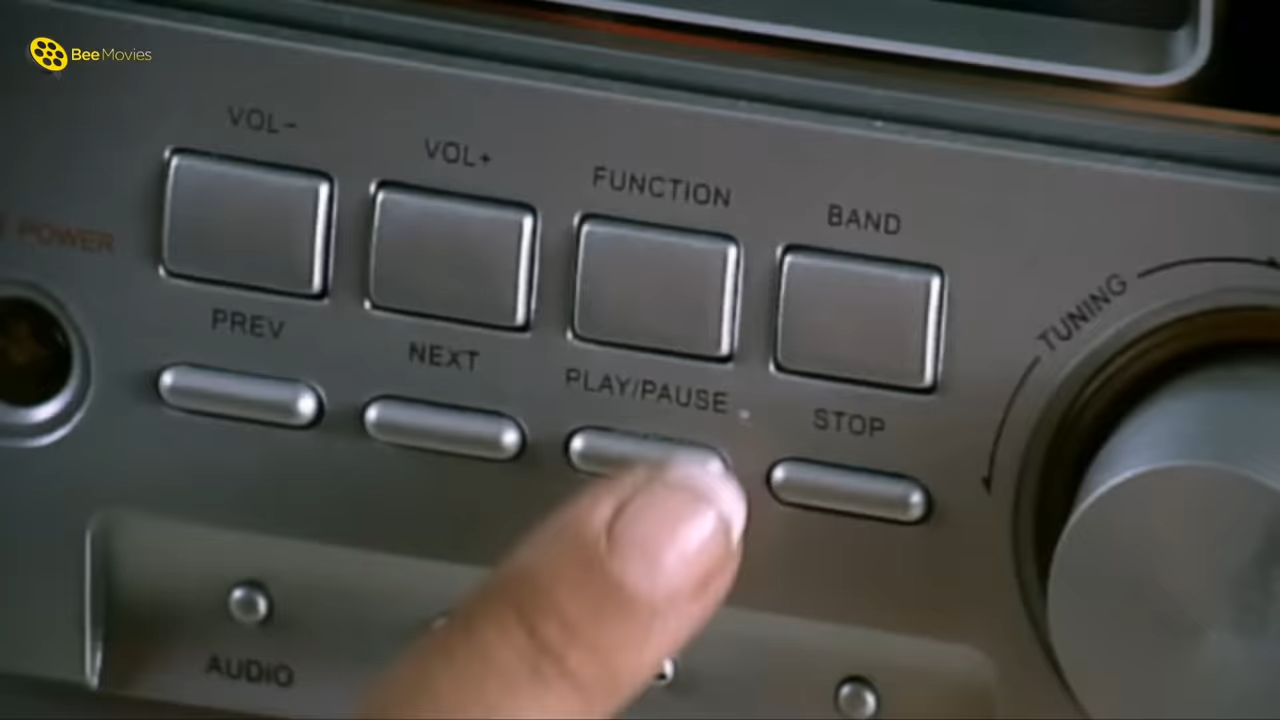 BeeMovies
VOL-
VOL+
FUNCTION
BAND
POWER
TUNING
PREV
NEXT
PLAY/PAUSE
STOP
AUDIO